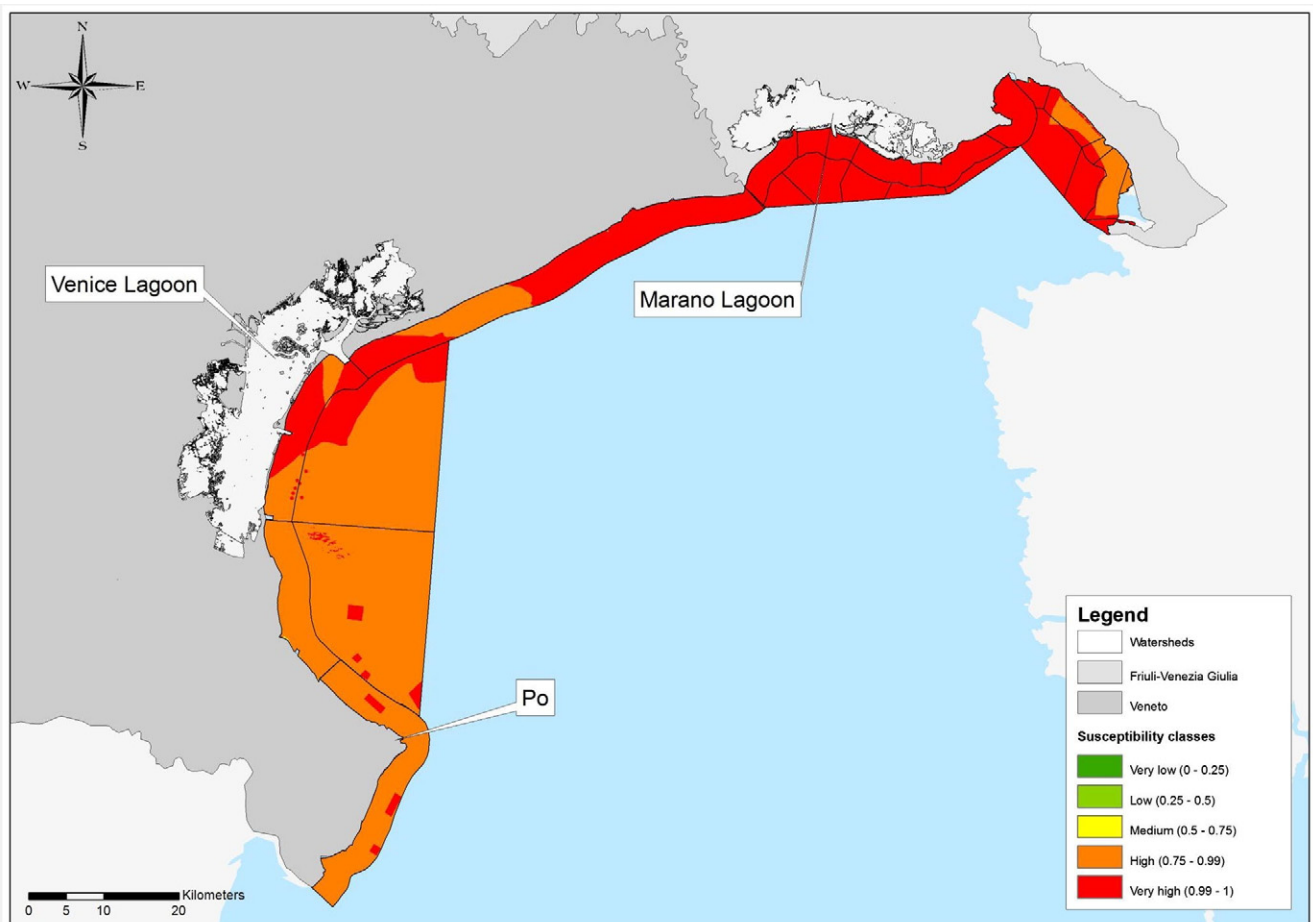 N
W E
S
Venice Lagoon
Marano Lagoon
Po
Legend
Watersheds
Friuli-Venezia Giulia
Veneto
Susceptibility classes
Very low (0 - 0.25)
Low (0.25 - 0.5)
Medium (0.5 - 0.75)
High (0.75 - 0.99)
Very high (0.99 - 1)
Kilometers
0 5 10 20